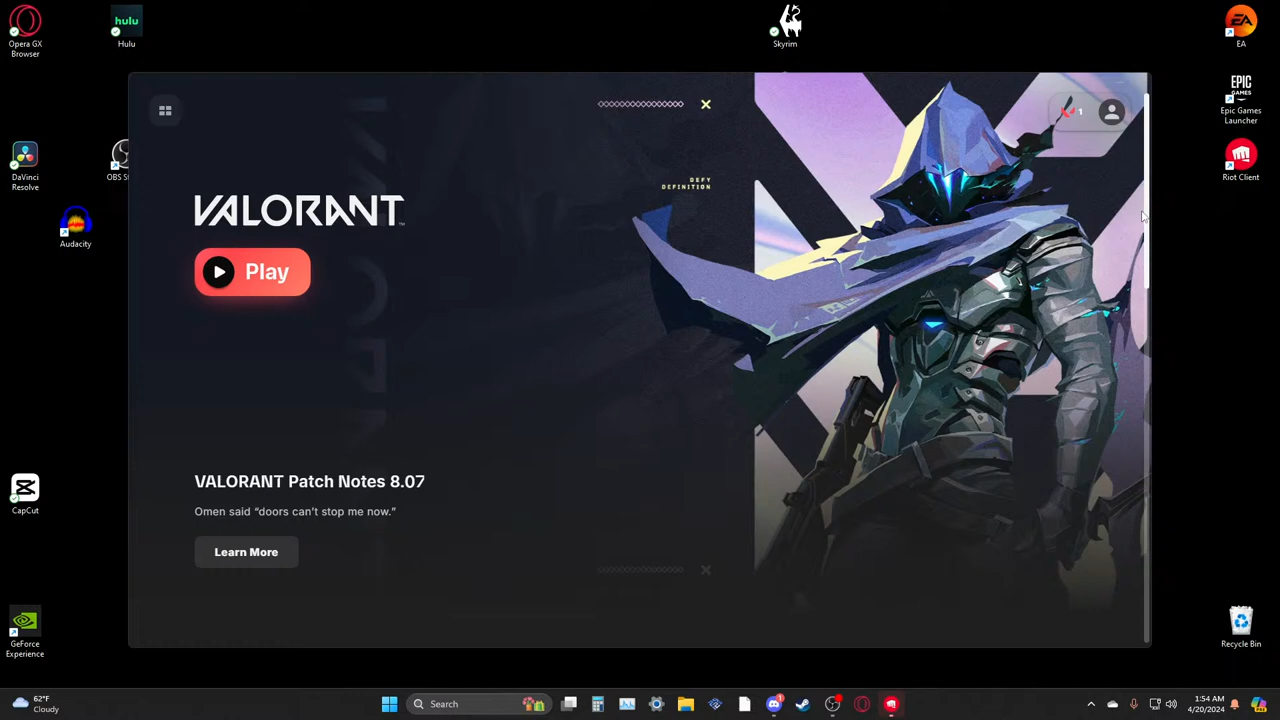 Opera GX
Browser
hulu
Hulu
Skyrim
EA
EA
DEFY
DEFINITION
1
EPIC
GAMES
Epic Games
Launcher
VALORANT
DaVinci
Resolve
OBS St
Riot Client
Audacity
Play
VALORANT Patch Notes 8.07
Omen said “doors can’t stop me now.”
Learn More
CapCut
GeForce
Experience
Recycle Bin
62°F
Cloudy
Search
1
1:54 AM
4/20/2024